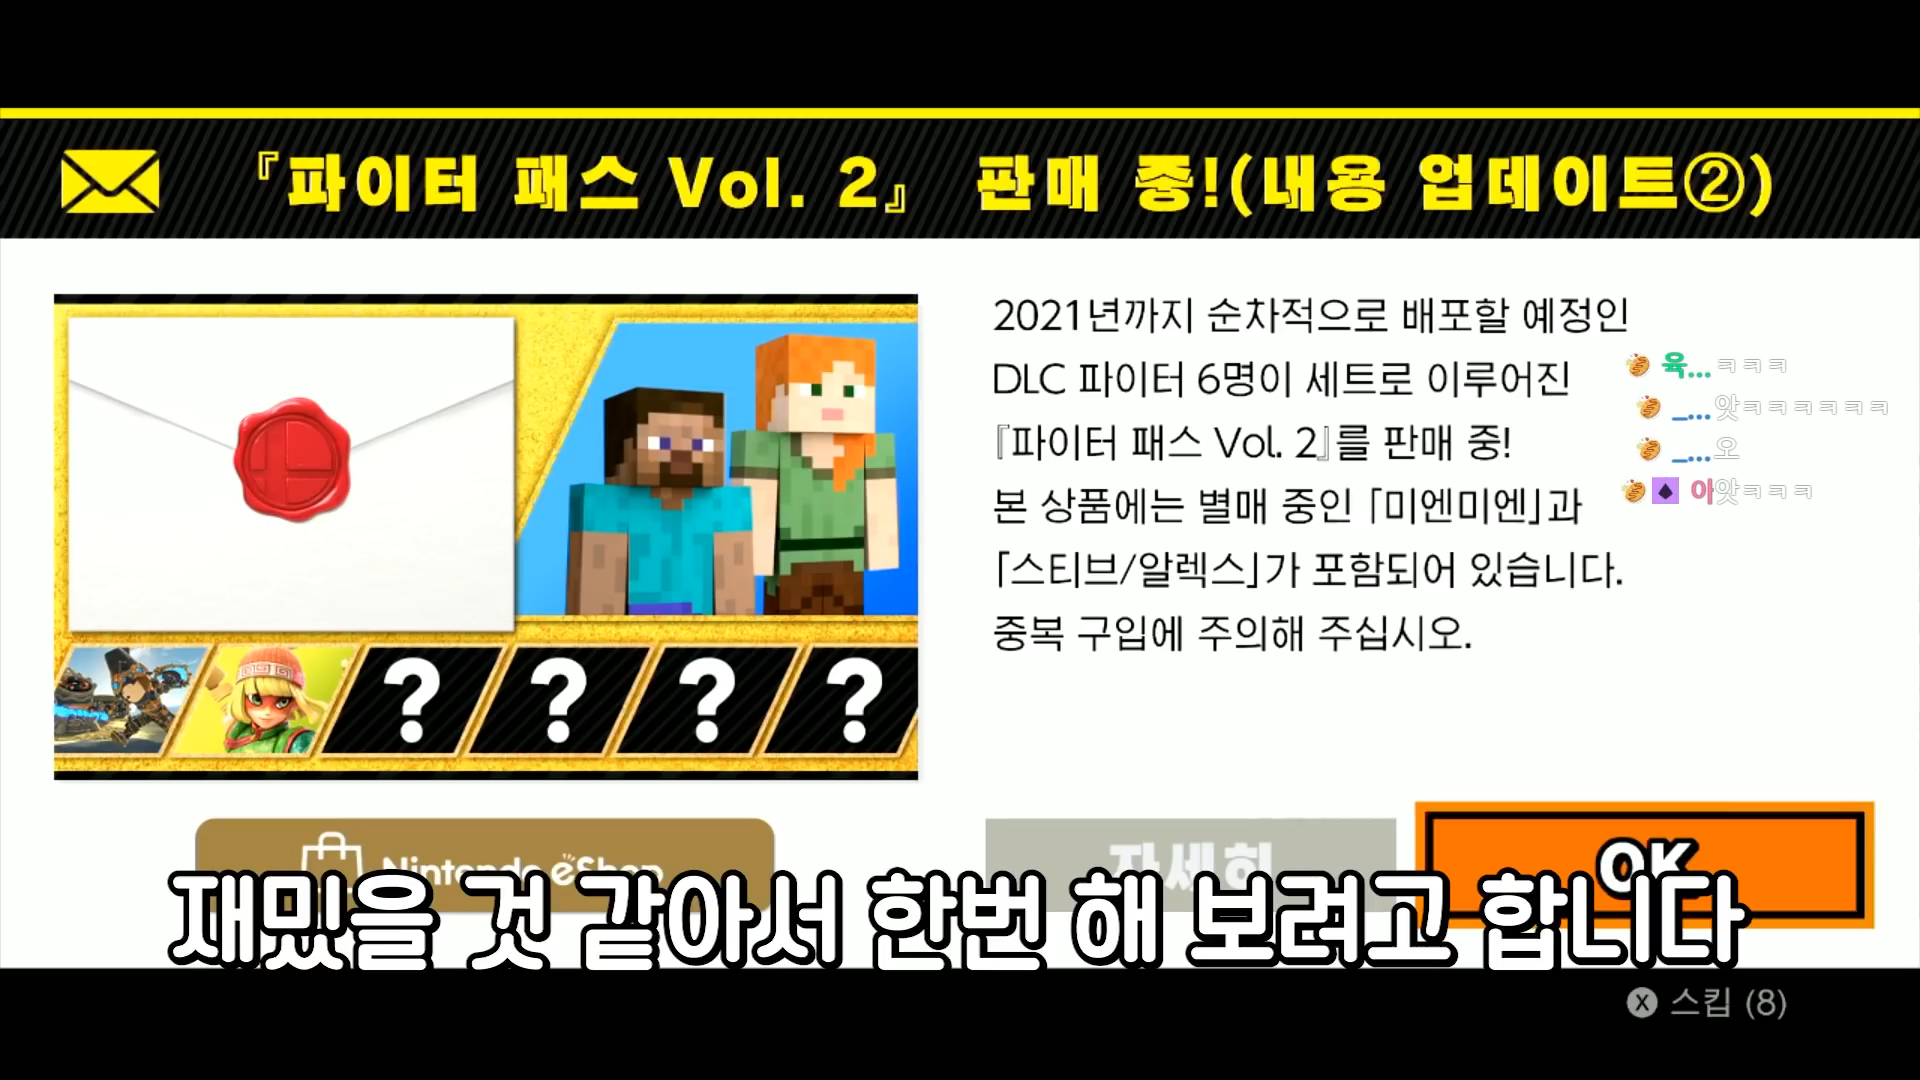 『파이터 패스 Vol. 2』 판매 중!(내용 업데이트②)
2021년까지 순차적으로 배포할 예정인
DLC 파이터 6명이 세트로 이루어진
『파이터 패스 Vol. 2』를 판매 중!
본 상품에는 별매 중인 「미엔미엔」과
「스티브/알렉스」가 포함되어 있습니다.
중복 구입에 주의해 주십시오.
육...ㅋㅋㅋ
_...앗ㅋㅋㅋㅋㅋㅋ
_...오
아앗ㅋㅋㅋ
? ? ? ?
Nintendo eShop
자세히
OK
재밌을 것 같아서 한번 해 보려고 합니다
X 스킵 (8)